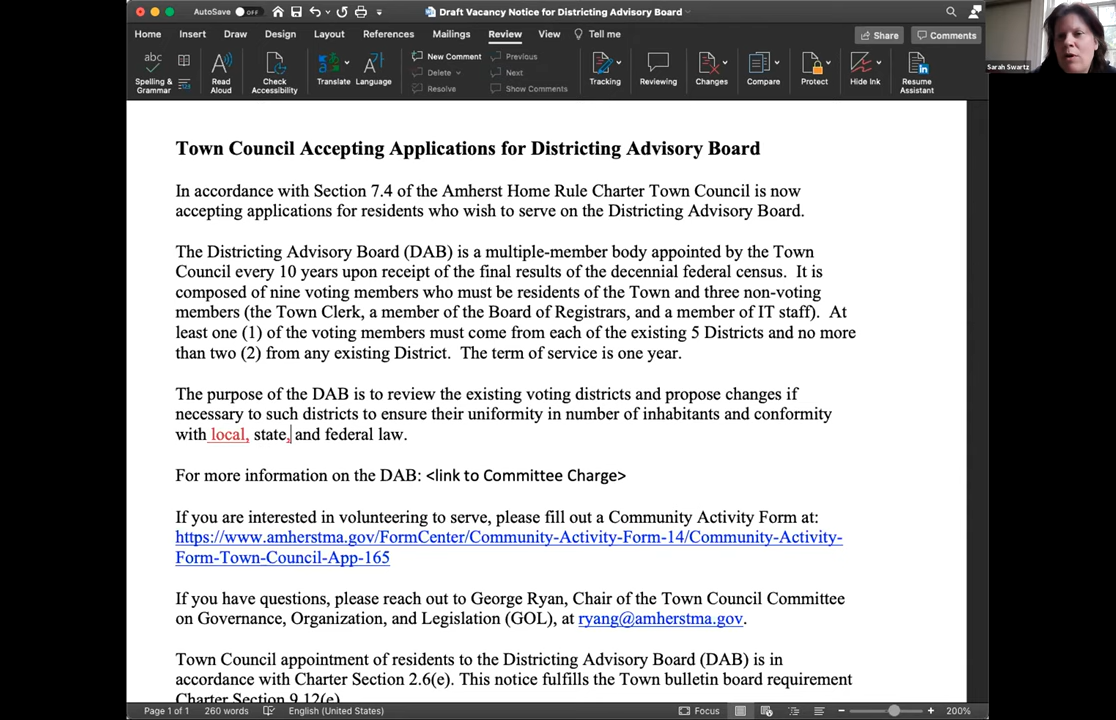 AutoSave OFF
Draft Vacancy Notice for Districting Advisory Board
Home Insert Draw Design Layout References Mailings Review View Tell me
Share Comments
abc
Spelling & Grammar
Read Aloud
Check Accessibility
Translate Language
New Comment
Delete
Resolve
Previous
Next
Show Comments
Tracking
Reviewing
Changes
Compare
Protect
Hide Ink
Resume Assistant
Sarah Swartz
Town Council Accepting Applications for Districting Advisory Board
In accordance with Section 7.4 of the Amherst Home Rule Charter Town Council is now
accepting applications for residents who wish to serve on the Districting Advisory Board.
The Districting Advisory Board (DAB) is a multiple-member body appointed by the Town
Council every 10 years upon receipt of the final results of the decennial federal census. It is
composed of nine voting members who must be residents of the Town and three non-voting
members (the Town Clerk, a member of the Board of Registrars, and a member of IT staff). At
least one (1) of the voting members must come from each of the existing 5 Districts and no more
than two (2) from any existing District. The term of service is one year.
The purpose of the DAB is to review the existing voting districts and propose changes if
necessary to such districts to ensure their uniformity in number of inhabitants and conformity
with local, state, and federal law.
For more information on the DAB: <link to Committee Charge>
If you are interested in volunteering to serve, please fill out a Community Activity Form at:
https://www.amherstma.gov/FormCenter/Community-Activity-Form-14/Community-Activity-
Form-Town-Council-App-165
If you have questions, please reach out to George Ryan, Chair of the Town Council Committee
on Governance, Organization, and Legislation (GOL), at ryang@amherstma.gov.
Town Council appointment of residents to the Districting Advisory Board (DAB) is in
accordance with Charter Section 2.6(e). This notice fulfills the Town bulletin board requirement
Charter Section 9.12(e)
Page 1 of 1 260 words English (United States) Focus 200%